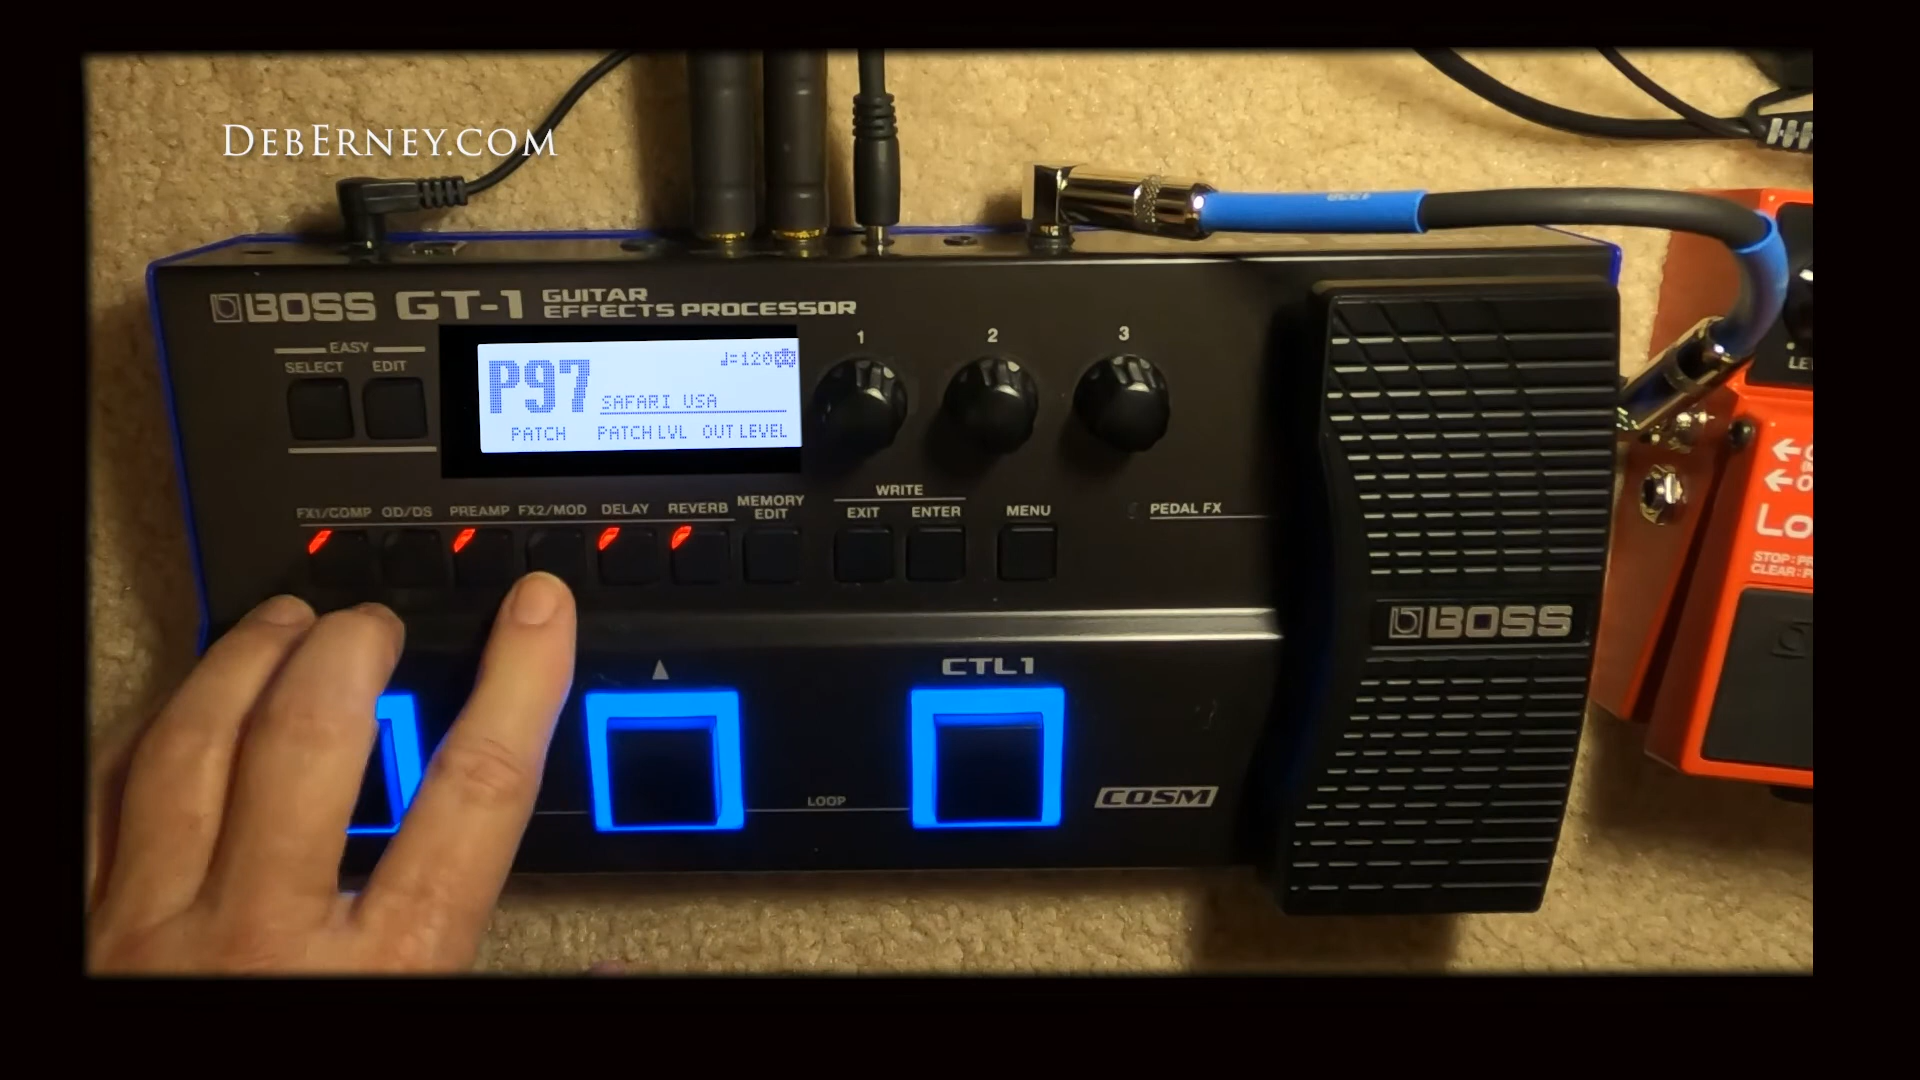 DEBERNEY.COM
BOSS GT-1 GUITAR EFFECTS PROCESSOR
EASY
SELECT EDIT
P97
♩=120
SAFARI USA
PATCH PATCH LVL OUT LEVEL
1 2 3
FX1/COMP OD/DS PREAMP FX2/MOD DELAY REVERB MEMORY EDIT
WRITE
EXIT ENTER MENU
PEDAL FX
CTL1
LOOP
COSM
BOSS
STOP:
CLEAR: